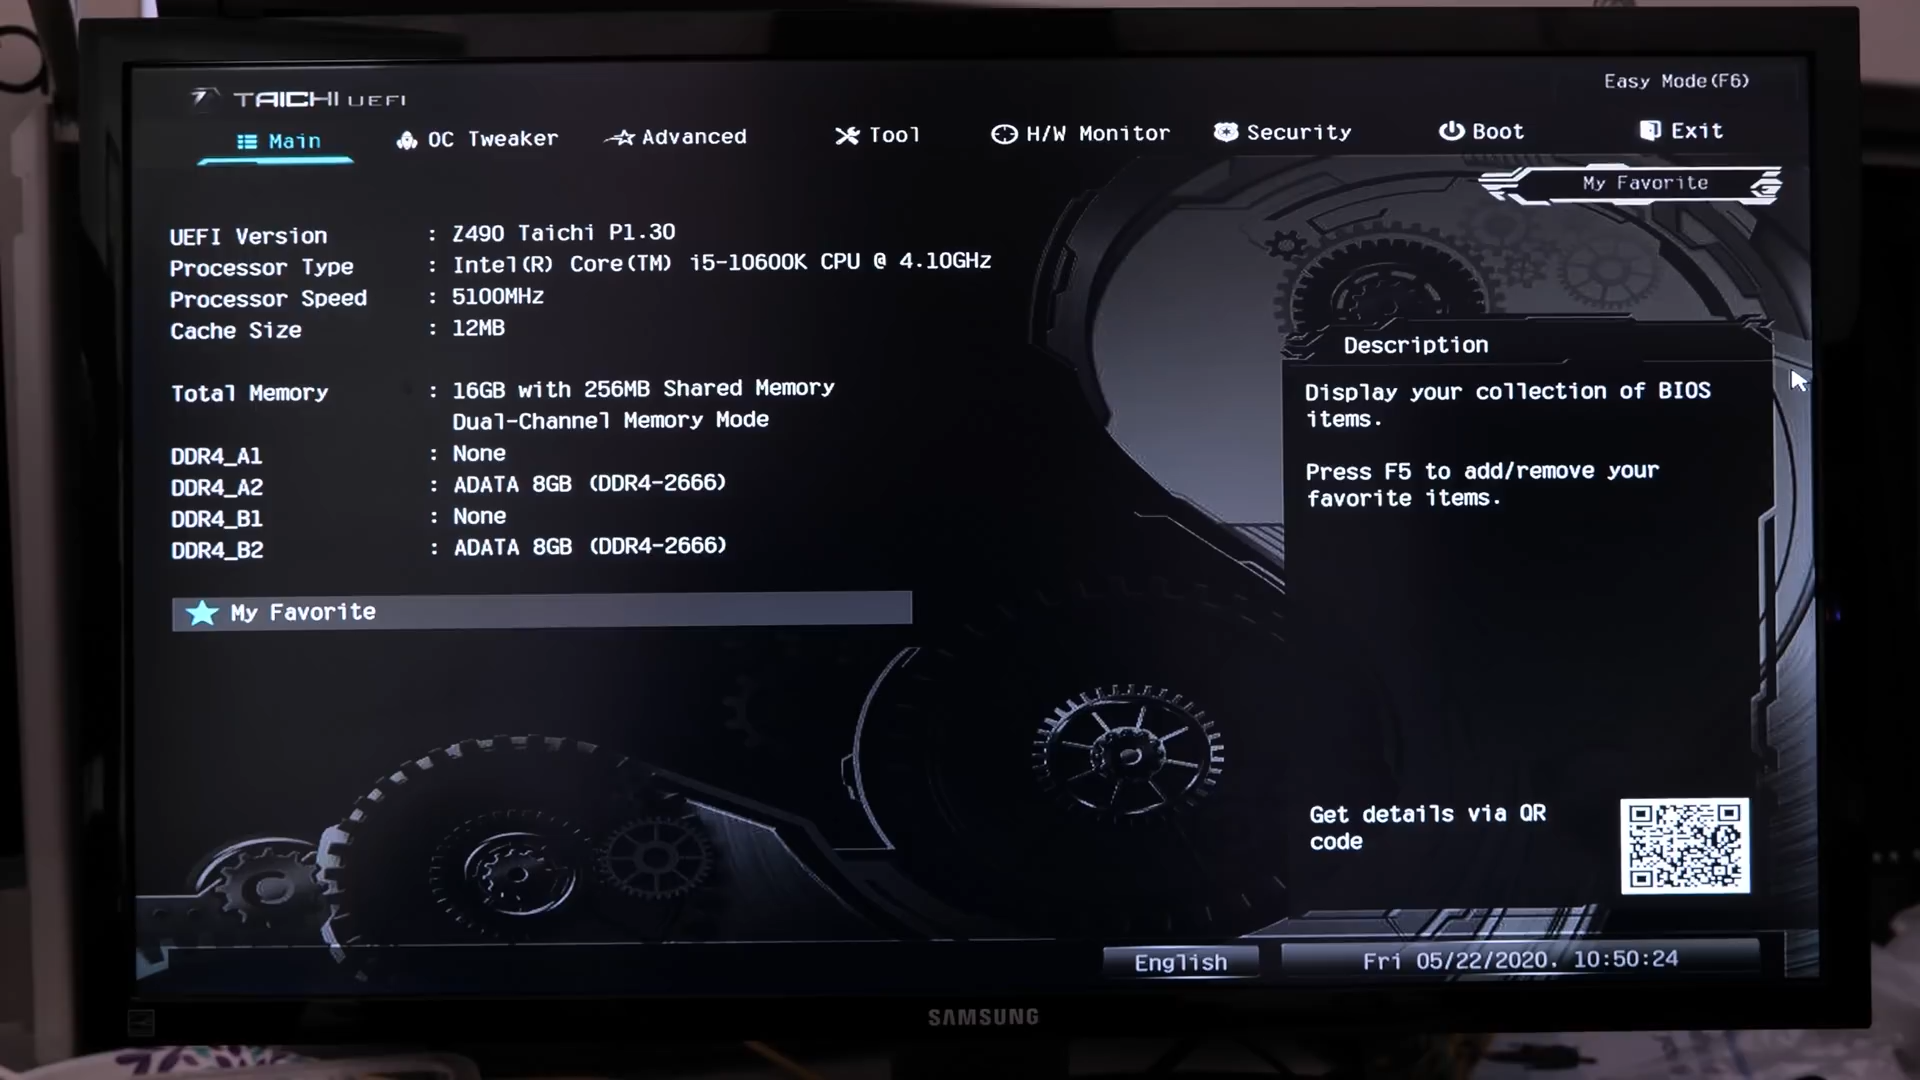 TAICHI UEFI
Easy Mode(F6)
Main OC Tweaker Advanced Tool H/W Monitor Security Boot Exit
My Favorite
UEFI Version : Z490 Taichi P1.30
Processor Type : Intel(R) Core(TM) i5-10600K CPU @ 4.10GHz
Processor Speed : 5100MHz
Cache Size : 12MB
Total Memory : 16GB with 256MB Shared Memory
Dual-Channel Memory Mode
DDR4_A1 : None
DDR4_A2 : ADATA 8GB (DDR4-2666)
DDR4_B1 : None
DDR4_B2 : ADATA 8GB (DDR4-2666)
My Favorite
Description
Display your collection of BIOS
items.
Press F5 to add/remove your
favorite items.
Get details via QR
code
English
Fri 05/22/2020. 10:50:24
SAMSUNG